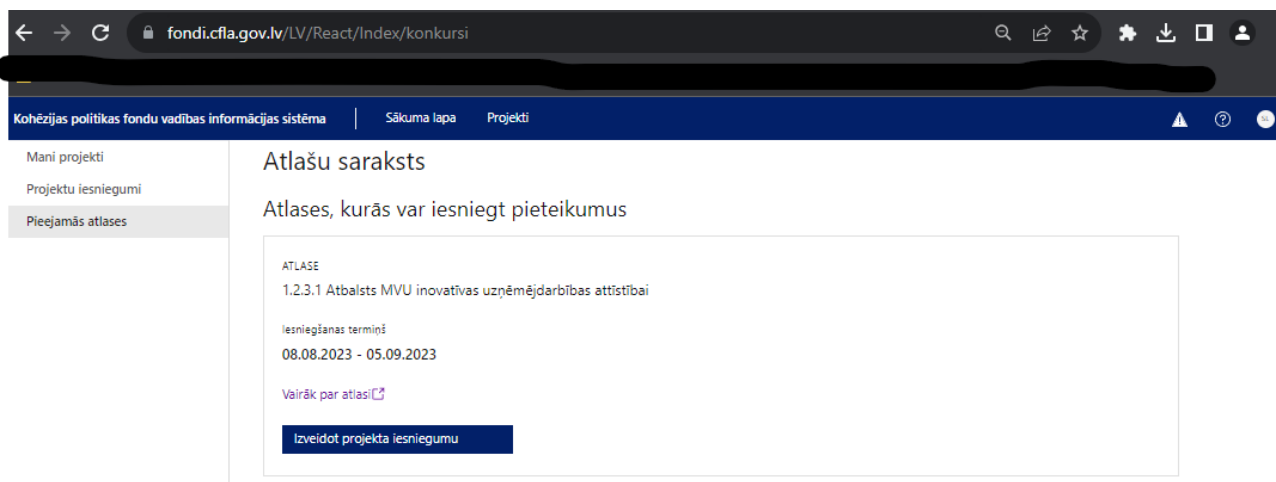 fondi.cfla.gov.lv/LV/React/Index/konkursi
Kohēzijas politikas fondu vadības informācijas sistēma Sākuma lapa Projekti SL
Mani projekti
Projektu iesniegumi
Pieejamās atlases
Atlašu saraksts
Atlases, kurās var iesniegt pieteikumus
ATLASE
1.2.3.1 Atbalsts MVU inovatīvas uzņēmējdarbības attīstībai
Iesniegšanas termiņš
08.08.2023 - 05.09.2023
Vairāk par atlasi
Izveidot projekta iesniegumu